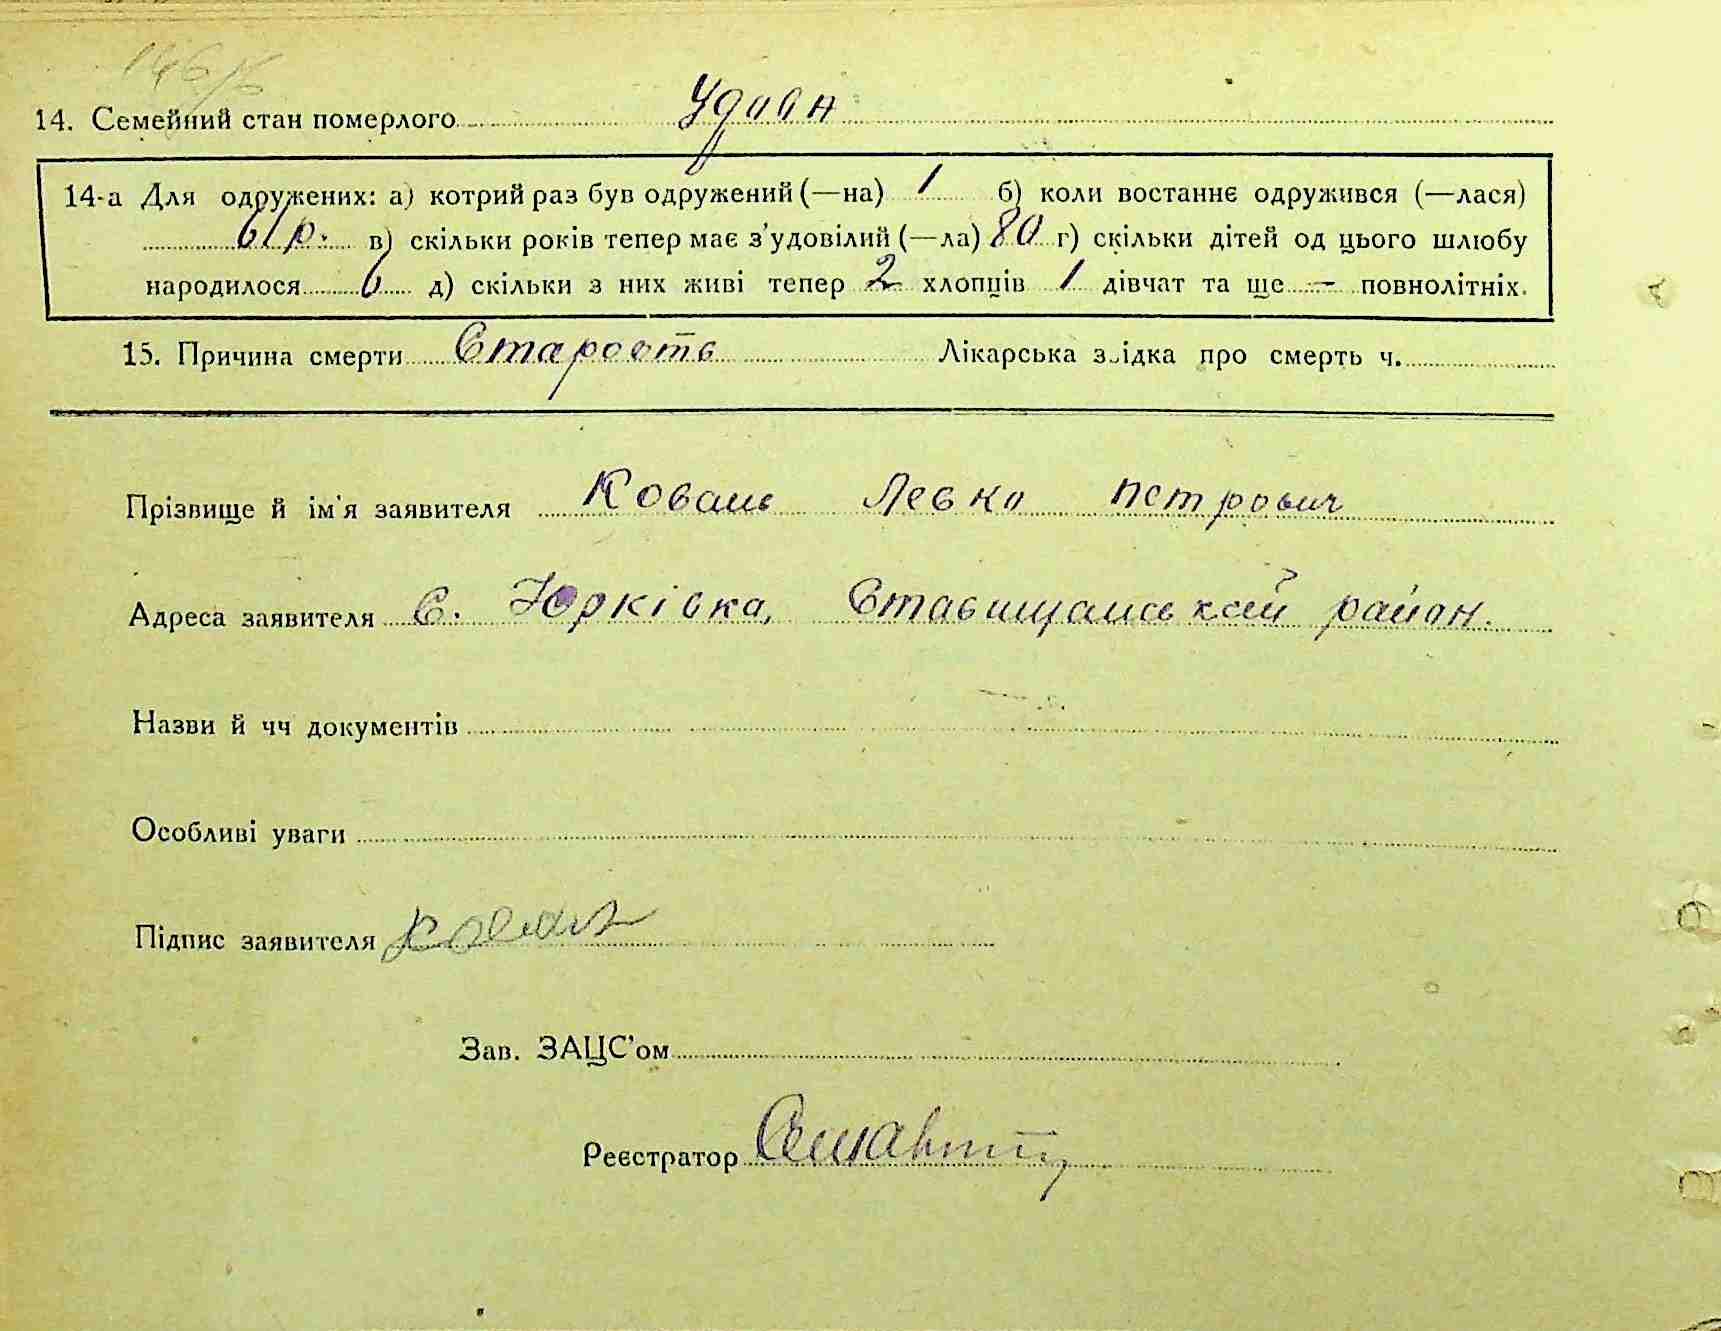 14. Семейний стан померлого Удова
14-а Для одружених: а) котрий раз був одружений (—на) 1 б) коли востаннє одружився (—лася)
61 р. в) скільки років тепер має з’удовілий (—ла) 80 г) скільки дітей од цього шлюбу
народилося 6 д) скільки з них живі тепер 2 хлопців 1 дівчат та ще — повнолітніх.
15. Причина смерти Старость Лікарська звідка про смерть ч.
Прізвище й ім’я заявителя Коваль Левко Петрович
Адреса заявителя с. Юрківка, Ставищанський район.
Назви й чч документів
Особливі уваги
Підпис заявителя
Зав. ЗАЦС’ом
Реєстратор